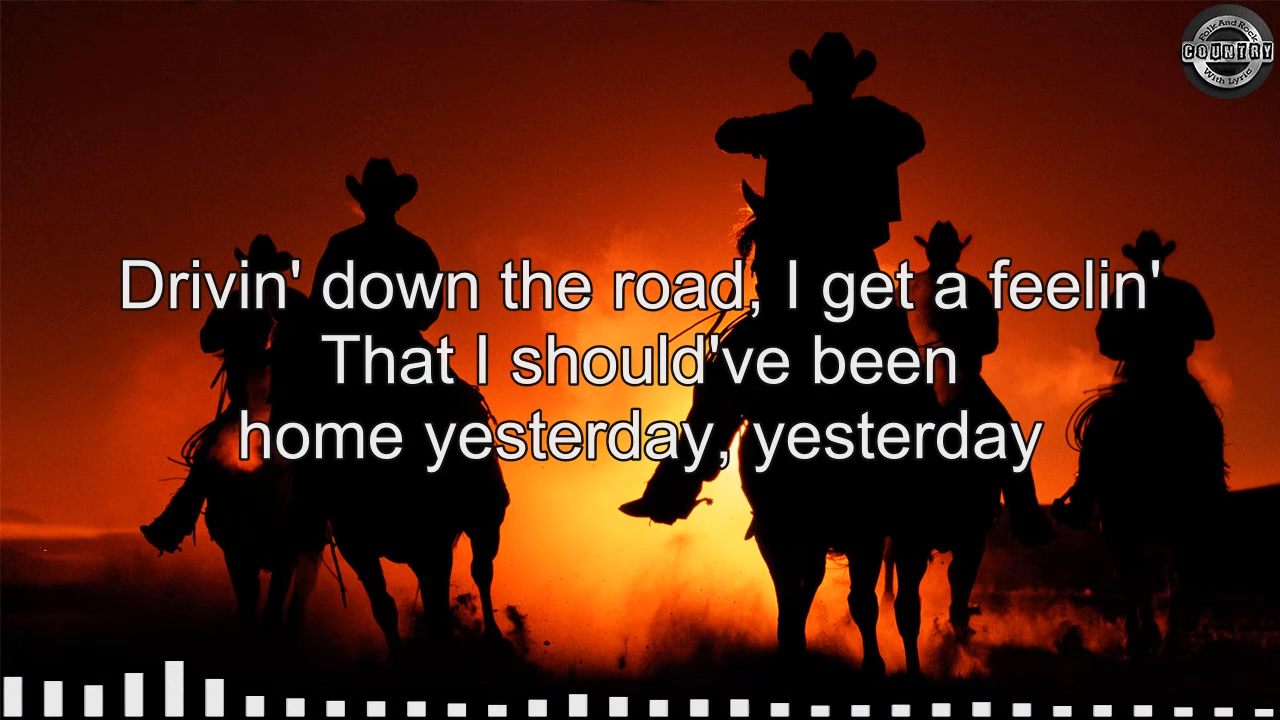 Folk And Rock
COUNTRY
With Lyric
Drivin' down the road, I get a feelin'
That I should've been
home yesterday, yesterday